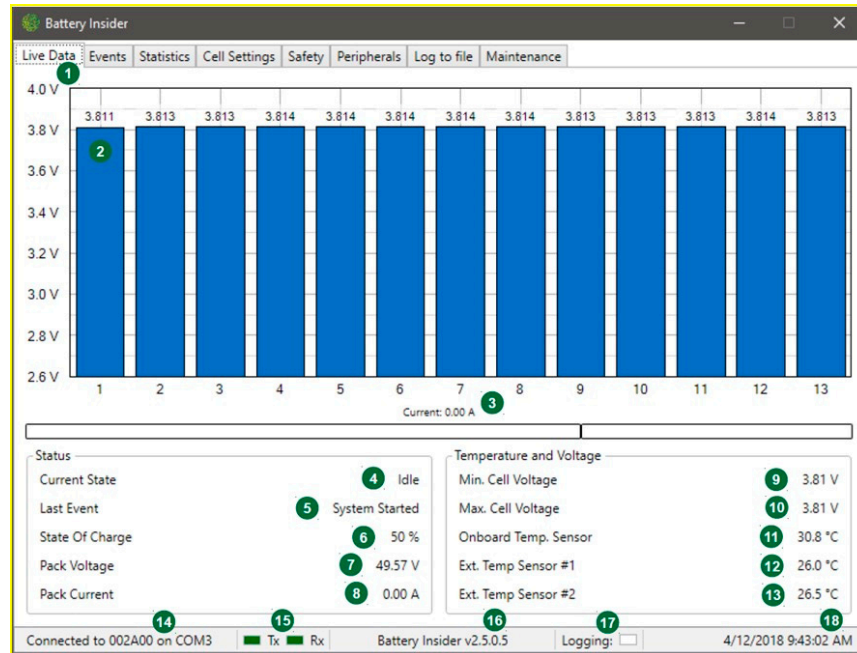 Battery Insider
Live Data Events Statistics Cell Settings Safety Peripherals Log to file Maintenance
1
4.0 V
3.811 3.813 3.813 3.814 3.814 3.814 3.814 3.814 3.813 3.813 3.813 3.814 3.813
3.8 V
2
3.6 V
3.4 V
3.2 V
3.0 V
2.8 V
2.6 V
1 2 3 4 5 6 7 8 9 10 11 12 13
Current: 0.00 A 3
Status
Current State 4 Idle
Last Event 5 System Started
State Of Charge 6 50 %
Pack Voltage 7 49.57 V
Pack Current 8 0.00 A
Temperature and Voltage
Min. Cell Voltage 9 3.81 V
Max. Cell Voltage 10 3.81 V
Onboard Temp. Sensor 11 30.8 °C
Ext. Temp Sensor #1 12 26.0 °C
Ext. Temp Sensor #2 13 26.5 °C
14 15 16 17 18
Connected to 002A00 on COM3 Tx Rx Battery Insider v2.5.0.5 Logging: 4/12/2018 9:43:02 AM